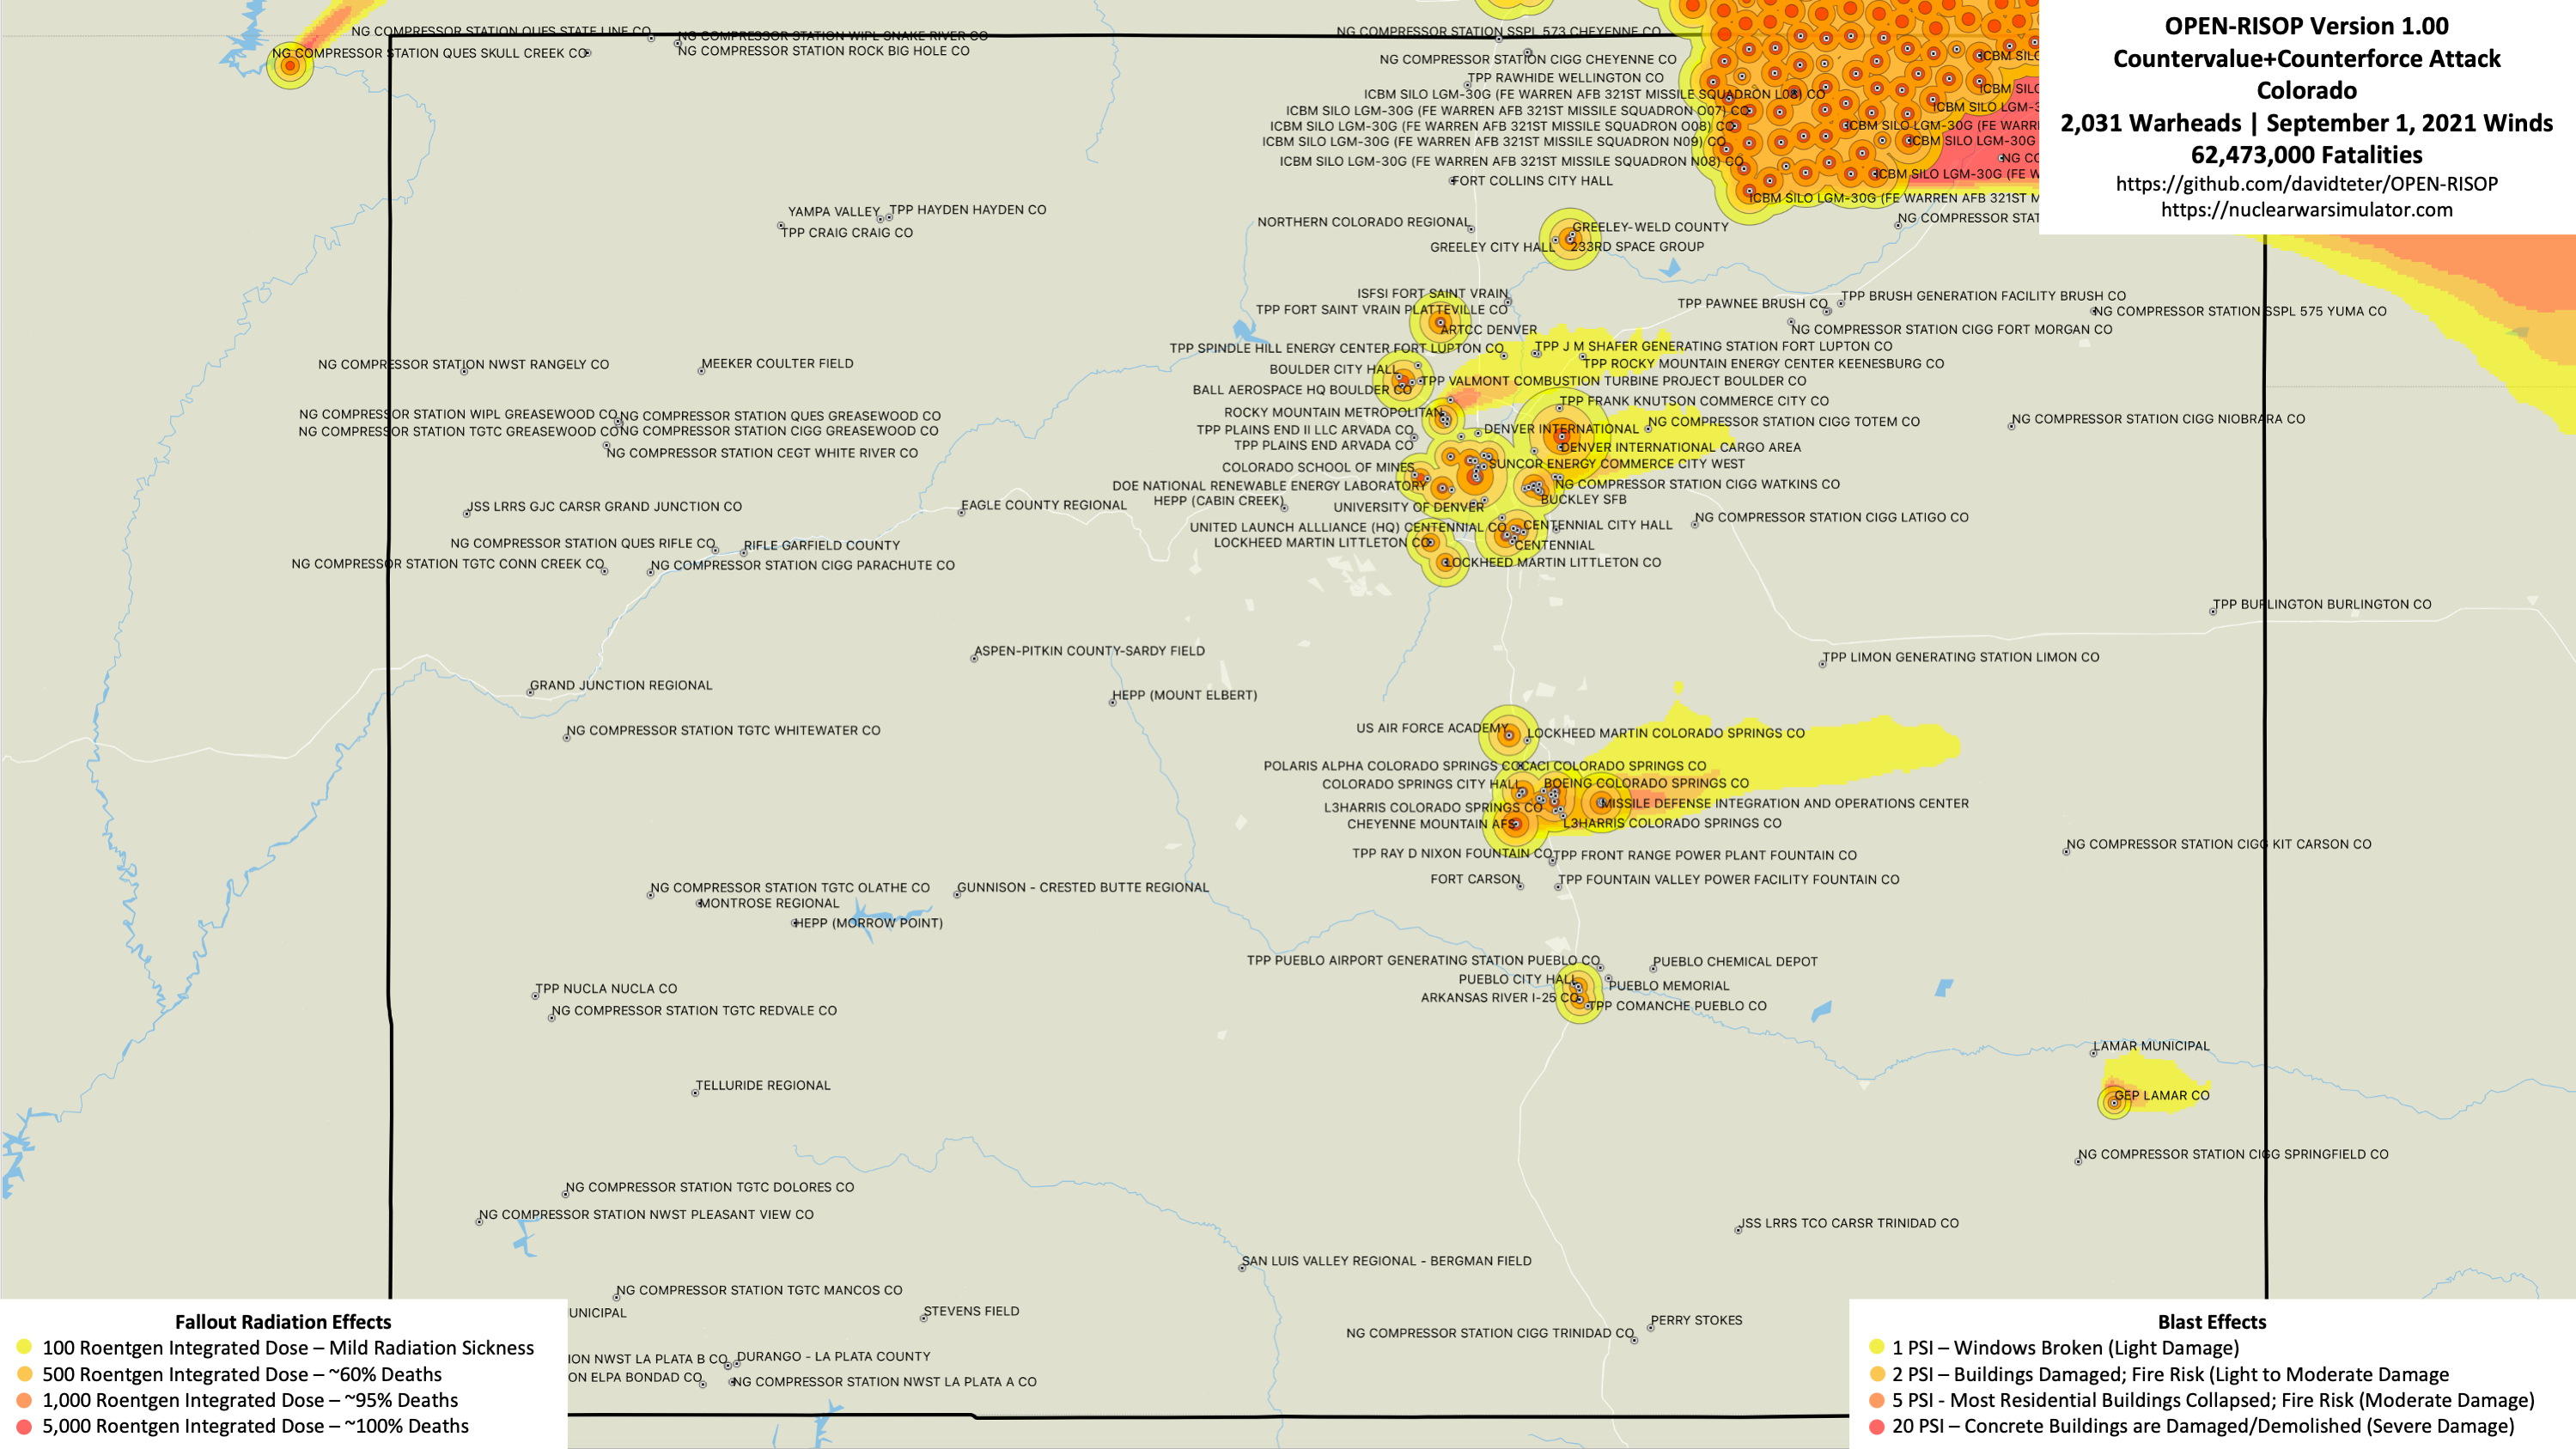 OPEN-RISOP Version 1.00
Countervalue+Counterforce Attack
Colorado
2,031 Warheads | September 1, 2021 Winds
62,473,000 Fatalities
https://github.com/davidteter/OPEN-RISOP
https://nuclearwarsimulator.com
NG COMPRESSOR STATION QUES STATE LINE CO
NG COMPRESSOR STATION WIPL SNAKE RIVER CO
NG COMPRESSOR STATION QUES SKULL CREEK CO
NG COMPRESSOR STATION ROCK BIG HOLE CO
NG COMPRESSOR STATION SSPL 573 CHEYENNE CO
NG COMPRESSOR STATION CIGG CHEYENNE CO
TPP RAWHIDE WELLINGTON CO
ICBM SILO LGM-30G (FE WARREN AFB 321ST MISSILE SQUADRON L08) CO
ICBM SILO LGM-30G (FE WARREN AFB 321ST MISSILE SQUADRON O07) CO
ICBM SILO LGM-30G (FE WARREN AFB 321ST MISSILE SQUADRON O08) CO
ICBM SILO LGM-30G (FE WARREN AFB 321ST MISSILE SQUADRON N09) CO
ICBM SILO LGM-30G (FE WARREN AFB 321ST MISSILE SQUADRON N08) CO
ICBM SILO
ICBM SIL
ICBM SILO LGM-3
ICBM SILO LGM-30G (FE WARR
ICBM SILO LGM-30G
NG CO
ICBM SILO LGM-30G (FE W
ICBM SILO LGM-30G (FE WARREN AFB 321ST M
NG COMPRESSOR STAT
FORT COLLINS CITY HALL
YAMPA VALLEY
TPP HAYDEN HAYDEN CO
TPP CRAIG CRAIG CO
NORTHERN COLORADO REGIONAL
GREELEY-WELD COUNTY
GREELEY CITY HALL
233RD SPACE GROUP
ISFSI FORT SAINT VRAIN
TPP FORT SAINT VRAIN PLATTEVILLE CO
ARTCC DENVER
TPP PAWNEE BRUSH CO
TPP BRUSH GENERATION FACILITY BRUSH CO
NG COMPRESSOR STATION SSPL 575 YUMA CO
NG COMPRESSOR STATION CIGG FORT MORGAN CO
TPP SPINDLE HILL ENERGY CENTER FORT LUPTON CO
TPP J M SHAFER GENERATING STATION FORT LUPTON CO
NG COMPRESSOR STATION NWST RANGELY CO
MEEKER COULTER FIELD
BOULDER CITY HALL
TPP ROCKY MOUNTAIN ENERGY CENTER KEENESBURG CO
TPP VALMONT COMBUSTION TURBINE PROJECT BOULDER CO
BALL AEROSPACE HQ BOULDER CO
TPP FRANK KNUTSON COMMERCE CITY CO
NG COMPRESSOR STATION WIPL GREASEWOOD CO
NG COMPRESSOR STATION QUES GREASEWOOD CO
NG COMPRESSOR STATION TGTC GREASEWOOD CO
NG COMPRESSOR STATION CIGG GREASEWOOD CO
NG COMPRESSOR STATION CEGT WHITE RIVER CO
ROCKY MOUNTAIN METROPOLITAN
TPP PLAINS END II LLC ARVADA CO
TPP PLAINS END ARVADA CO
DENVER INTERNATIONAL
NG COMPRESSOR STATION CIGG TOTEM CO
DENVER INTERNATIONAL CARGO AREA
NG COMPRESSOR STATION CIGG NIOBRARA CO
COLORADO SCHOOL OF MINES
SUNCOR ENERGY COMMERCE CITY WEST
DOE NATIONAL RENEWABLE ENERGY LABORATORY
NG COMPRESSOR STATION CIGG WATKINS CO
HEPP (CABIN CREEK)
BUCKLEY SFB
UNIVERSITY OF DENVER
JSS LRRS GJC CARSR GRAND JUNCTION CO
EAGLE COUNTY REGIONAL
UNITED LAUNCH ALLLIANCE (HQ) CENTENNIAL CO
CENTENNIAL CITY HALL
NG COMPRESSOR STATION CIGG LATIGO CO
LOCKHEED MARTIN LITTLETON CO
CENTENNIAL
LOCKHEED MARTIN LITTLETON CO
NG COMPRESSOR STATION QUES RIFLE CO
RIFLE GARFIELD COUNTY
NG COMPRESSOR STATION TGTC CONN CREEK CO
NG COMPRESSOR STATION CIGG PARACHUTE CO
TPP BURLINGTON BURLINGTON CO
ASPEN-PITKIN COUNTY-SARDY FIELD
TPP LIMON GENERATING STATION LIMON CO
GRAND JUNCTION REGIONAL
HEPP (MOUNT ELBERT)
NG COMPRESSOR STATION TGTC WHITEWATER CO
US AIR FORCE ACADEMY
LOCKHEED MARTIN COLORADO SPRINGS CO
POLARIS ALPHA COLORADO SPRINGS CO
CACI COLORADO SPRINGS CO
COLORADO SPRINGS CITY HALL
BOEING COLORADO SPRINGS CO
L3HARRIS COLORADO SPRINGS CO
MISSILE DEFENSE INTEGRATION AND OPERATIONS CENTER
CHEYENNE MOUNTAIN AFS
L3HARRIS COLORADO SPRINGS CO
TPP RAY D NIXON FOUNTAIN CO
TPP FRONT RANGE POWER PLANT FOUNTAIN CO
NG COMPRESSOR STATION CIGG KIT CARSON CO
FORT CARSON
TPP FOUNTAIN VALLEY POWER FACILITY FOUNTAIN CO
NG COMPRESSOR STATION TGTC OLATHE CO
GUNNISON - CRESTED BUTTE REGIONAL
MONTROSE REGIONAL
HEPP (MORROW POINT)
TPP PUEBLO AIRPORT GENERATING STATION PUEBLO CO
PUEBLO CHEMICAL DEPOT
PUEBLO CITY HALL
PUEBLO MEMORIAL
ARKANSAS RIVER I-25 CO
TPP COMANCHE PUEBLO CO
TPP NUCLA NUCLA CO
NG COMPRESSOR STATION TGTC REDVALE CO
LAMAR MUNICIPAL
GEP LAMAR CO
TELLURIDE REGIONAL
NG COMPRESSOR STATION CIGG SPRINGFIELD CO
NG COMPRESSOR STATION TGTC DOLORES CO
NG COMPRESSOR STATION NWST PLEASANT VIEW CO
JSS LRRS TCO CARSR TRINIDAD CO
SAN LUIS VALLEY REGIONAL - BERGMAN FIELD
NG COMPRESSOR STATION TGTC MANCOS CO
UNICIPAL
STEVENS FIELD
PERRY STOKES
NG COMPRESSOR STATION CIGG TRINIDAD CO
ION NWST LA PLATA B CO
DURANGO - LA PLATA COUNTY
ON ELPA BONDAD CO
NG COMPRESSOR STATION NWST LA PLATA A CO
Fallout Radiation Effects
100 Roentgen Integrated Dose – Mild Radiation Sickness
500 Roentgen Integrated Dose – ~60% Deaths
1,000 Roentgen Integrated Dose – ~95% Deaths
5,000 Roentgen Integrated Dose – ~100% Deaths
Blast Effects
1 PSI – Windows Broken (Light Damage)
2 PSI – Buildings Damaged; Fire Risk (Light to Moderate Damage
5 PSI - Most Residential Buildings Collapsed; Fire Risk (Moderate Damage)
20 PSI – Concrete Buildings are Damaged/Demolished (Severe Damage)